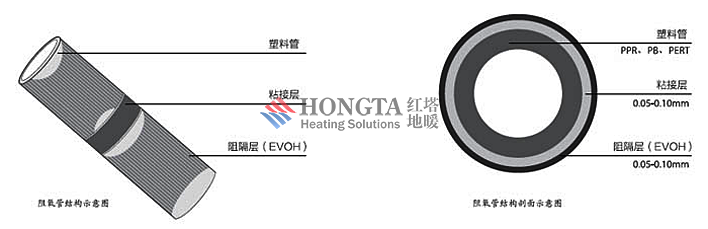 塑料管
粘接层
阻隔层（EVOH）
阻氧管结构示意图
HONGTA 红塔
Heating Solutions 地暖
塑料管
PPR、PB、PERT
粘接层
0.05-0.10mm
阻隔层（EVOH）
0.05-0.10mm
阻氧管结构剖面示意图